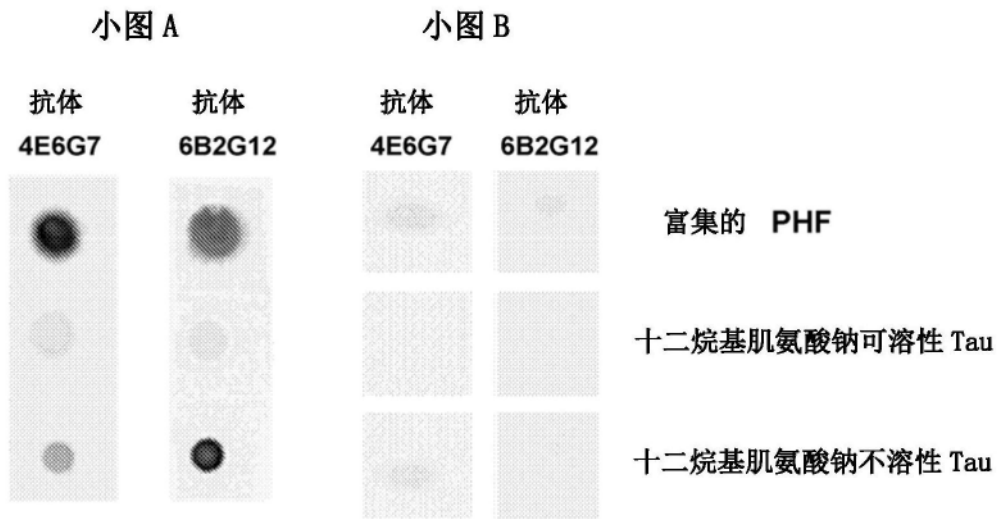 小图 A 小图 B
抗体 抗体 抗体 抗体
4E6G7 6B2G12 4E6G7 6B2G12
富集的 PHF
十二烷基肌氨酸钠可溶性 Tau
十二烷基肌氨酸钠不溶性 Tau